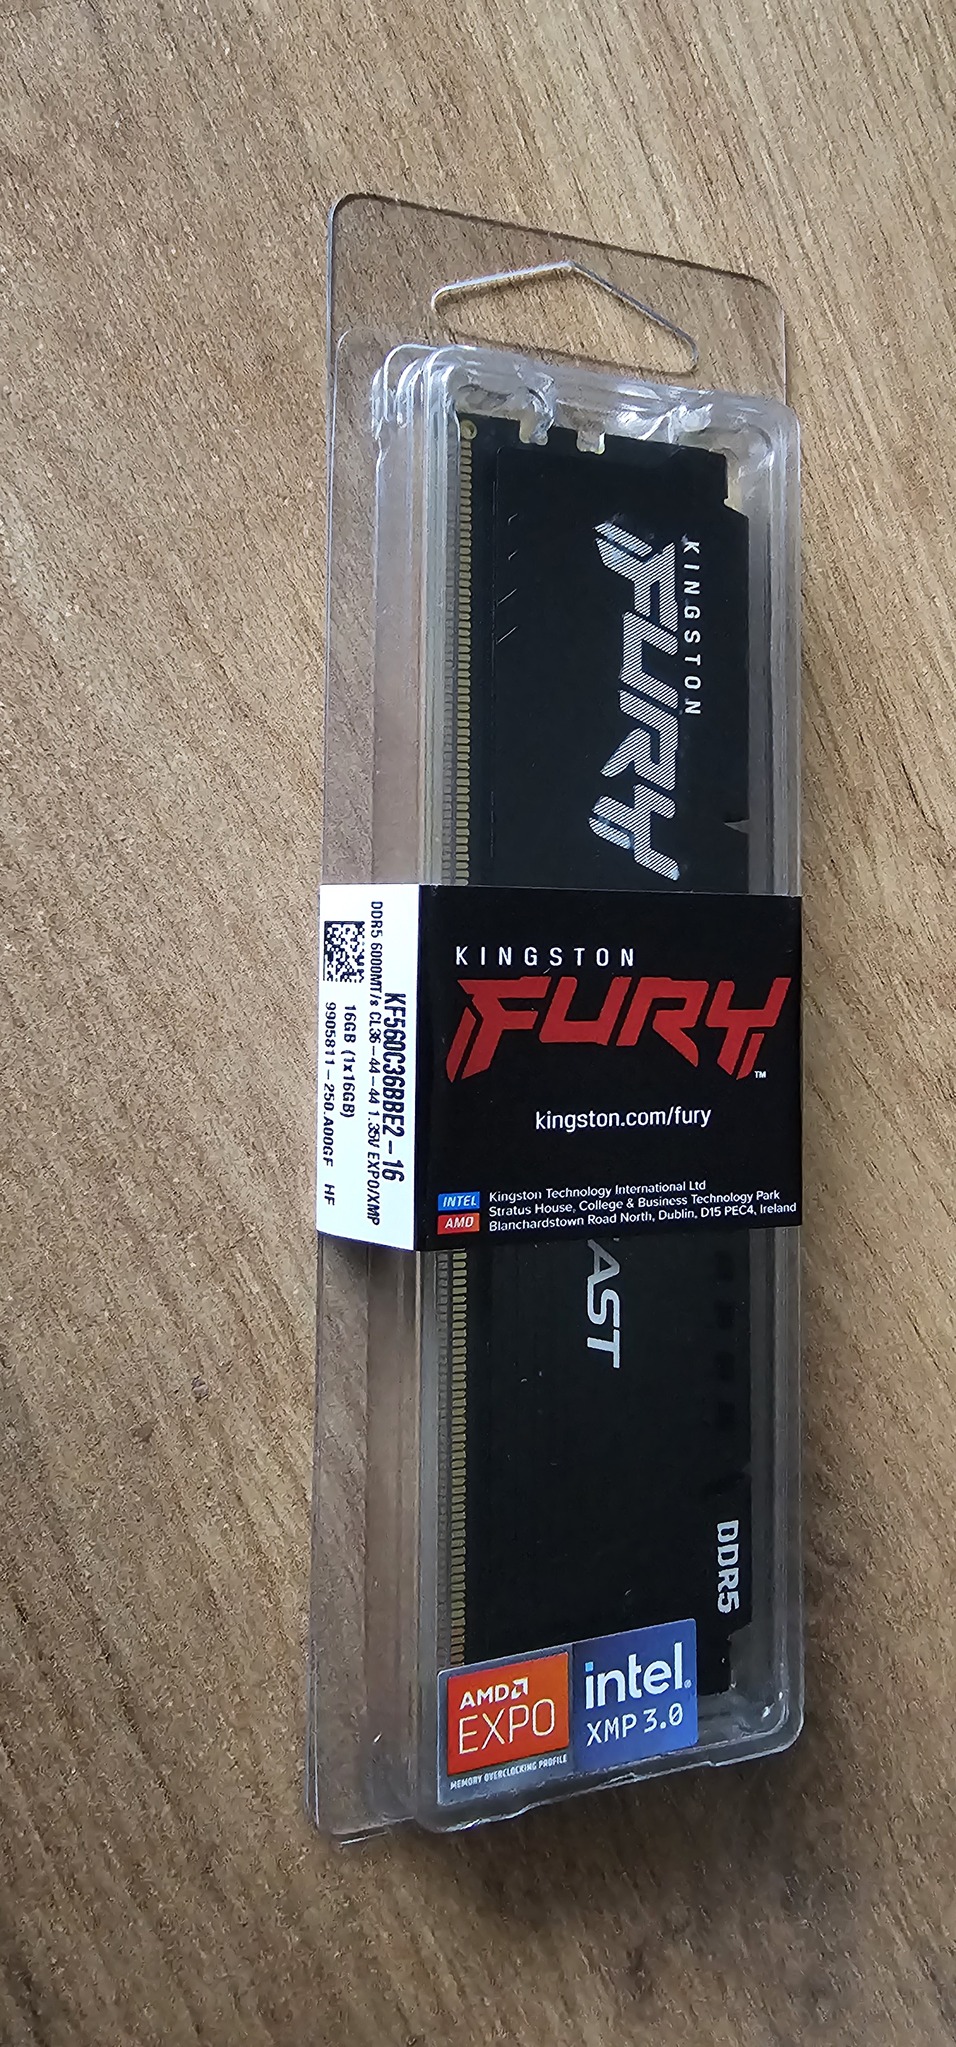 KINGSTON
FURY
KINGSTON
FURY™
kingston.com/fury
INTEL
AMD
Kingston Technology International Ltd
Stratus House, College & Business Technology Park
Blanchardstown Road North, Dublin, D15 PEC4, Ireland
KF560C36BBE2-16
DDR5 6000MT/s CL36-44-44 1.35V EXPO/XMP
16GB (1x16GB)
9905811-250.A00GF HF
AST
DDR5
AMD
EXPO
MEMORY OVERCLOCKING PROFILE
intel®
XMP 3.0